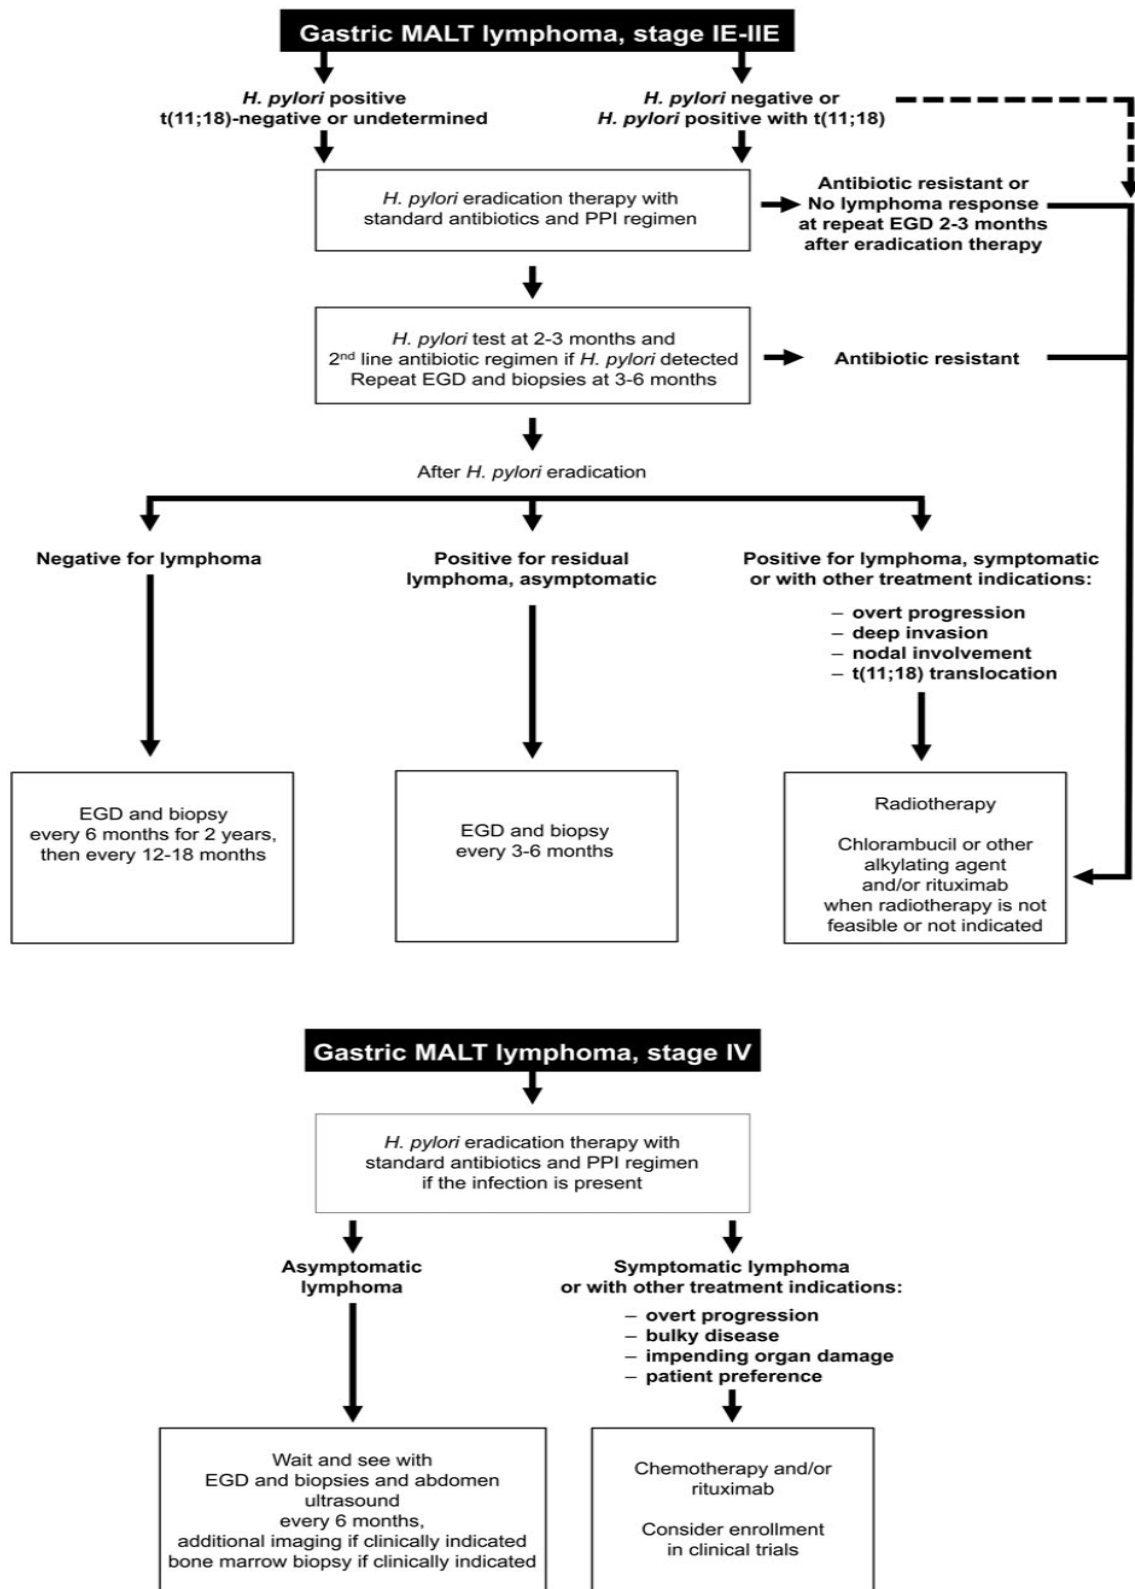 Gastric MALT lymphoma, stage IE-IIE
H. pylori positive
t(11;18)-negative or undetermined
H. pylori negative or
H. pylori positive with t(11;18)
H. pylori eradication therapy with
standard antibiotics and PPI regimen
Antibiotic resistant or
No lymphoma response
at repeat EGD 2-3 months
after eradication therapy
H. pylori test at 2-3 months and
2nd line antibiotic regimen if H. pylori detected
Repeat EGD and biopsies at 3-6 months
Antibiotic resistant
After H. pylori eradication
Negative for lymphoma
Positive for residual
lymphoma, asymptomatic
Positive for lymphoma, symptomatic
or with other treatment indications:
– overt progression
– deep invasion
– nodal involvement
– t(11;18) translocation
EGD and biopsy
every 6 months for 2 years,
then every 12-18 months
EGD and biopsy
every 3-6 months
Radiotherapy
Chlorambucil or other
alkylating agent
and/or rituximab
when radiotherapy is not
feasible or not indicated
Gastric MALT lymphoma, stage IV
H. pylori eradication therapy with
standard antibiotics and PPI regimen
if the infection is present
Asymptomatic
lymphoma
Symptomatic lymphoma
or with other treatment indications:
– overt progression
– bulky disease
– impending organ damage
– patient preference
Wait and see with
EGD and biopsies and abdomen
ultrasound
every 6 months,
additional imaging if clinically indicated
bone marrow biopsy if clinically indicated
Chemotherapy and/or
rituximab
Consider enrollment
in clinical trials